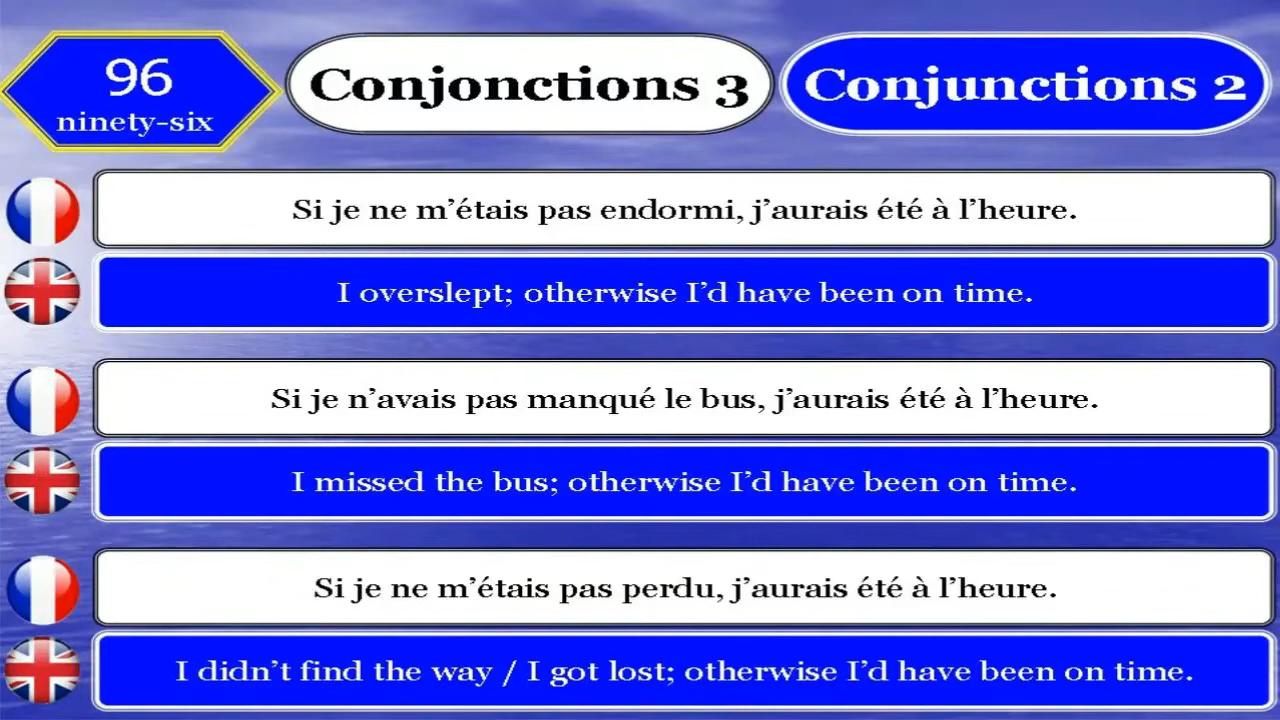 96
ninety-six
Conjonctions 3
Conjunctions 2
Si je ne m’étais pas endormi, j’aurais été à l’heure.
I overslept; otherwise I’d have been on time.
Si je n’avais pas manqué le bus, j’aurais été à l’heure.
I missed the bus; otherwise I’d have been on time.
Si je ne m’étais pas perdu, j’aurais été à l’heure.
I didn’t find the way / I got lost; otherwise I’d have been on time.